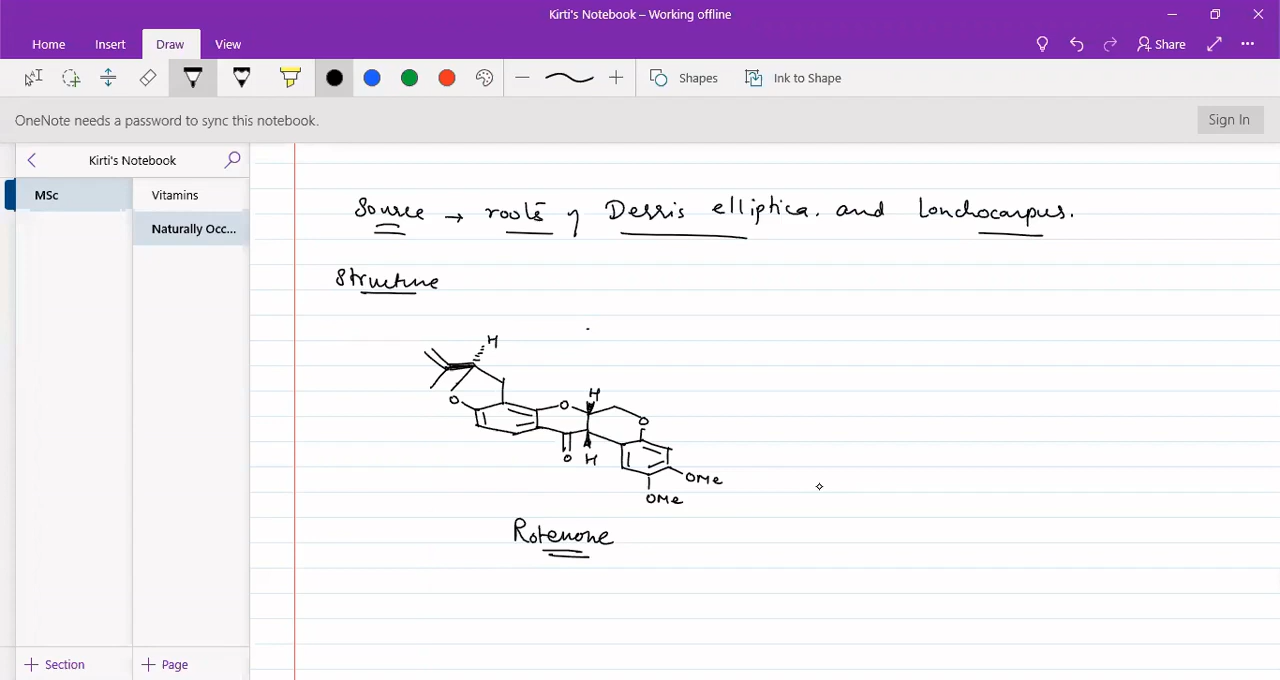 Kirti's Notebook – Working offline
Home Insert Draw View Share
Shapes Ink to Shape
OneNote needs a password to sync this notebook. Sign In
Kirti's Notebook
MSc Vitamins
Naturally Occ...
Source → roots of Derris elliptica. and Lonchocarpus.
Structure
H
O O H O
O H OMe
OMe
Rotenone
+ Section + Page